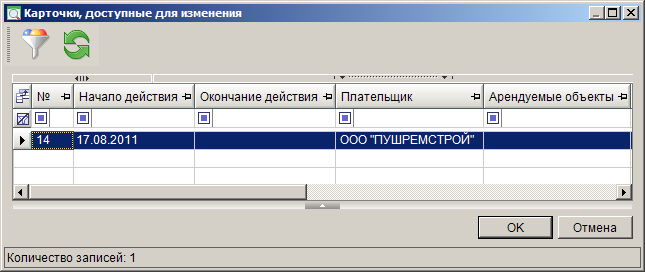 Карточки, доступные для изменения
№ Начало действия Окончание действия Плательщик Арендуемые объекты
14 17.08.2011 ООО "ПУШРЕМСТРОЙ"
OK Отмена
Количество записей: 1